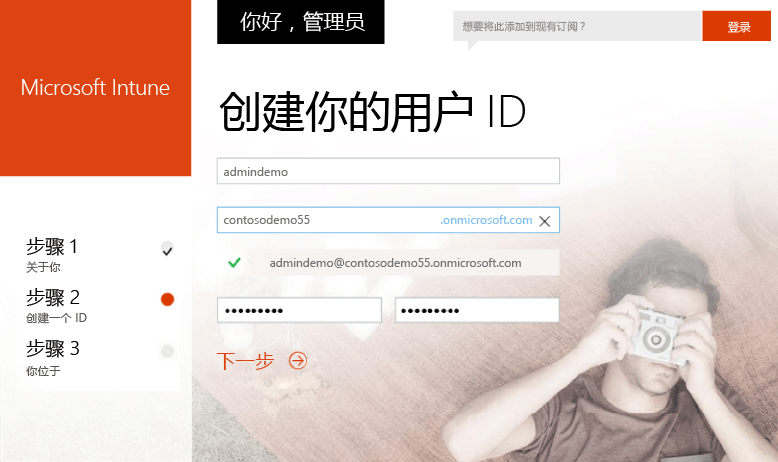 你好，管理员
想要将此添加到现有订阅？
登录
Microsoft Intune
创建你的用户 ID
admindemo
contosodemo55 .onmicrosoft.com
admindemo@contosodemo55.onmicrosoft.com
•••••••••
•••••••••
下一步
步骤 1
关于你
步骤 2
创建一个 ID
步骤 3
你位于